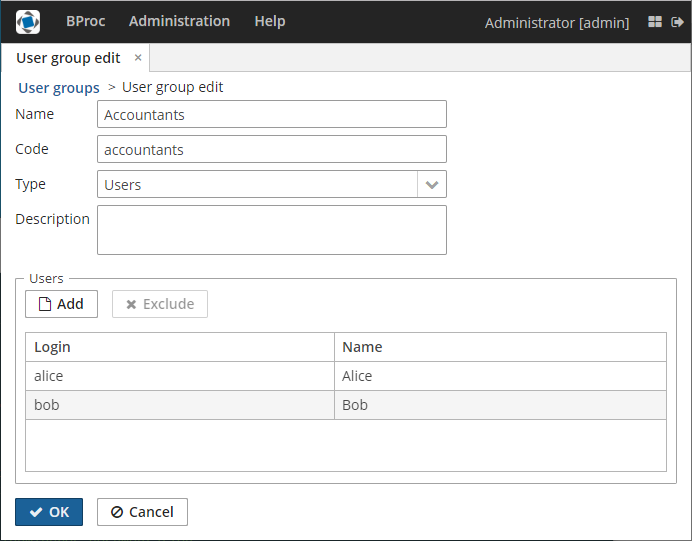 BProc Administration Help Administrator [admin]
User group edit ×
User groups > User group edit
Name Accountants
Code accountants
Type Users
Description
Users
Add Exclude
Login Name
alice Alice
bob Bob
OK Cancel